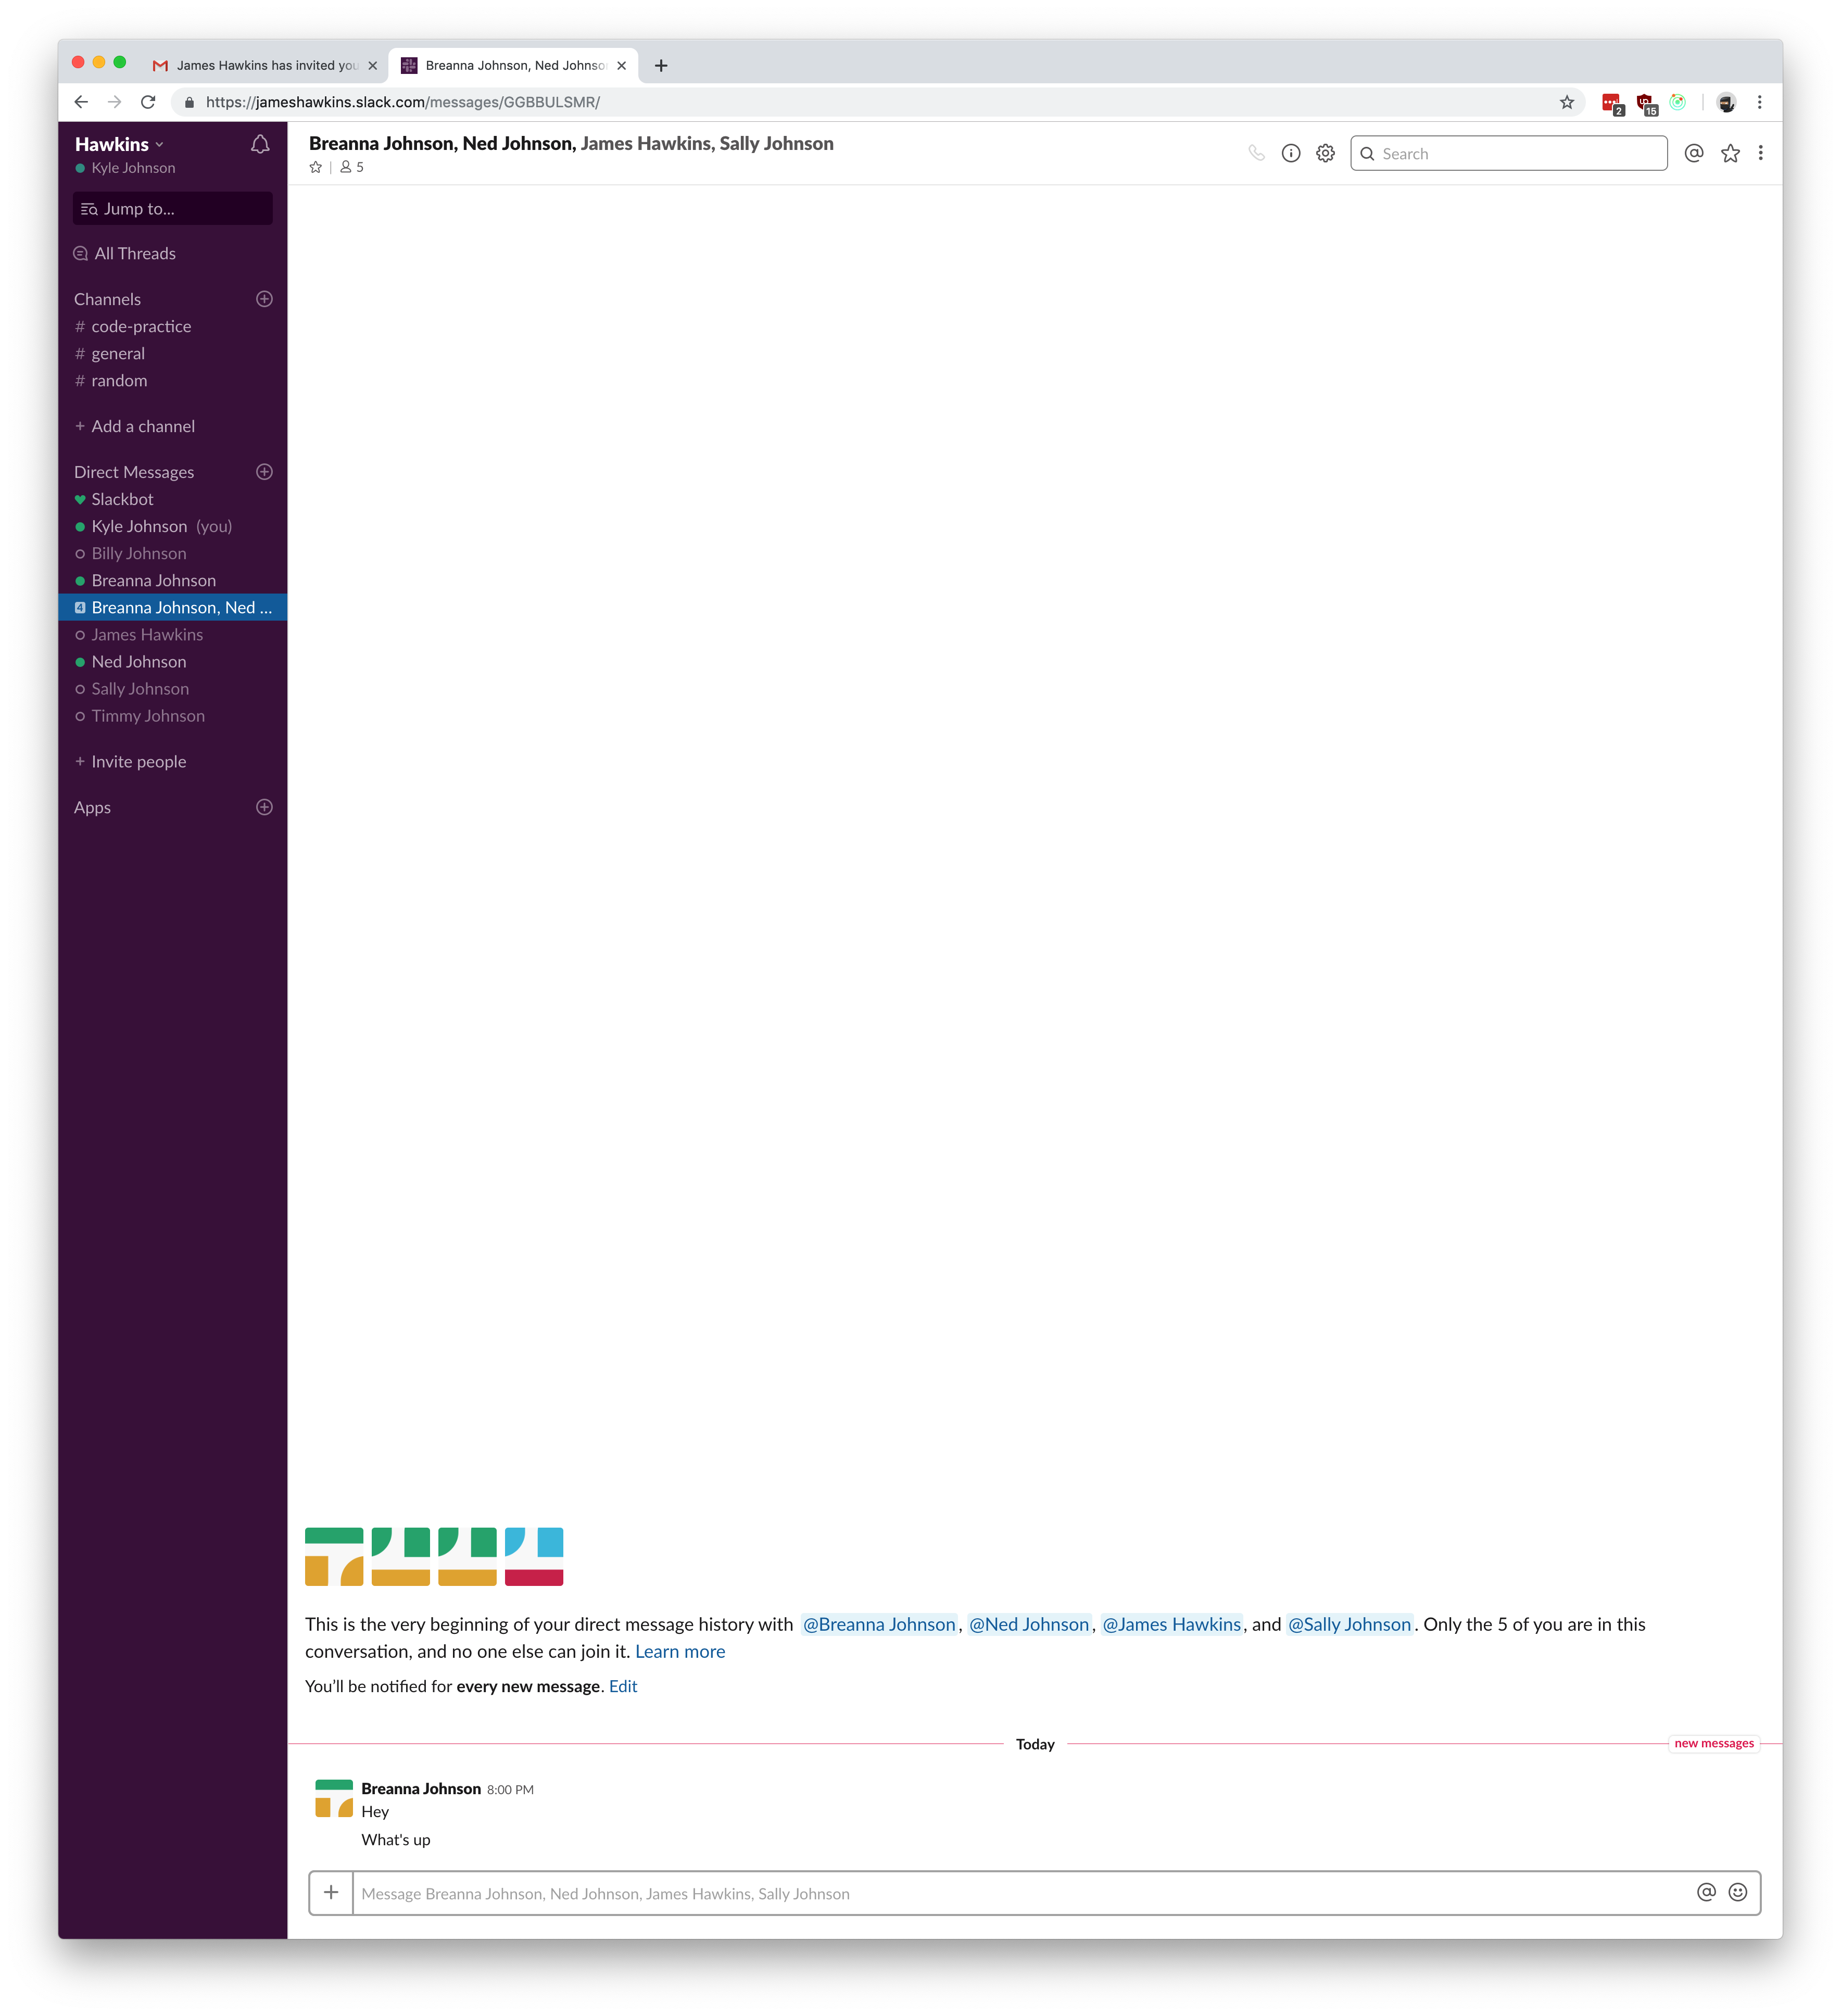 James Hawkins has invited you
Breanna Johnson, Ned Johnso
https://jameshawkins.slack.com/messages/GGBBULSMR/
2
15
Hawkins
Kyle Johnson
Jump to...
All Threads
Channels
# code-practice
# general
# random
+ Add a channel
Direct Messages
Slackbot
Kyle Johnson (you)
Billy Johnson
Breanna Johnson
4 Breanna Johnson, Ned ...
James Hawkins
Ned Johnson
Sally Johnson
Timmy Johnson
+ Invite people
Apps
Breanna Johnson, Ned Johnson, James Hawkins, Sally Johnson
5
Search
This is the very beginning of your direct message history with @Breanna Johnson, @Ned Johnson, @James Hawkins, and @Sally Johnson. Only the 5 of you are in this
conversation, and no one else can join it. Learn more
You’ll be notified for every new message. Edit
Today
new messages
Breanna Johnson 8:00 PM
Hey
What's up
Message Breanna Johnson, Ned Johnson, James Hawkins, Sally Johnson